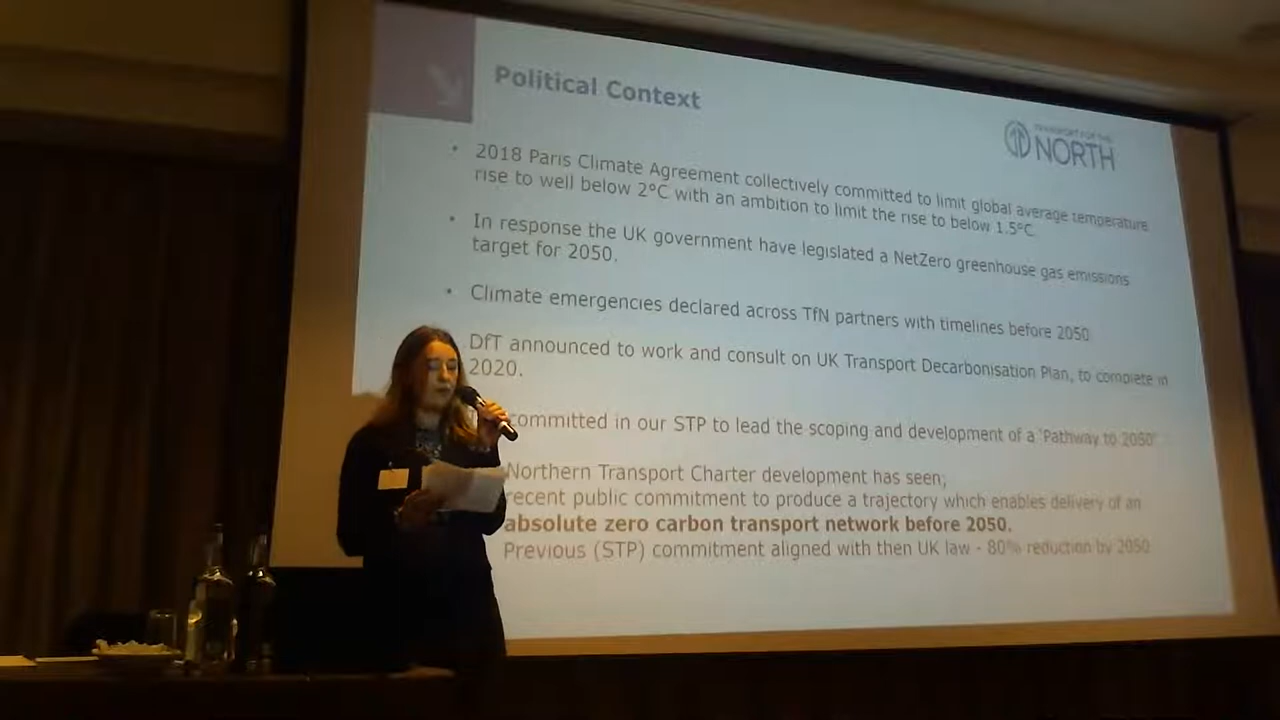 Political Context
TRANSPORT FOR THE
NORTH
• 2018 Paris Climate Agreement collectively committed to limit global average temperature
rise to well below 2°C with an ambition to limit the rise to below 1.5°C.
• In response the UK government have legislated a NetZero greenhouse gas emissions
target for 2050.
• Climate emergencies declared across TfN partners with timelines before 2050
DfT announced to work and consult on UK Transport Decarbonisation Plan, to complete in
2020.
committed in our STP to lead the scoping and development of a 'Pathway to 2050'
Northern Transport Charter development has seen;
recent public commitment to produce a trajectory which enables delivery of an
absolute zero carbon transport network before 2050.
Previous (STP) commitment aligned with then UK law - 80% reduction by 2050